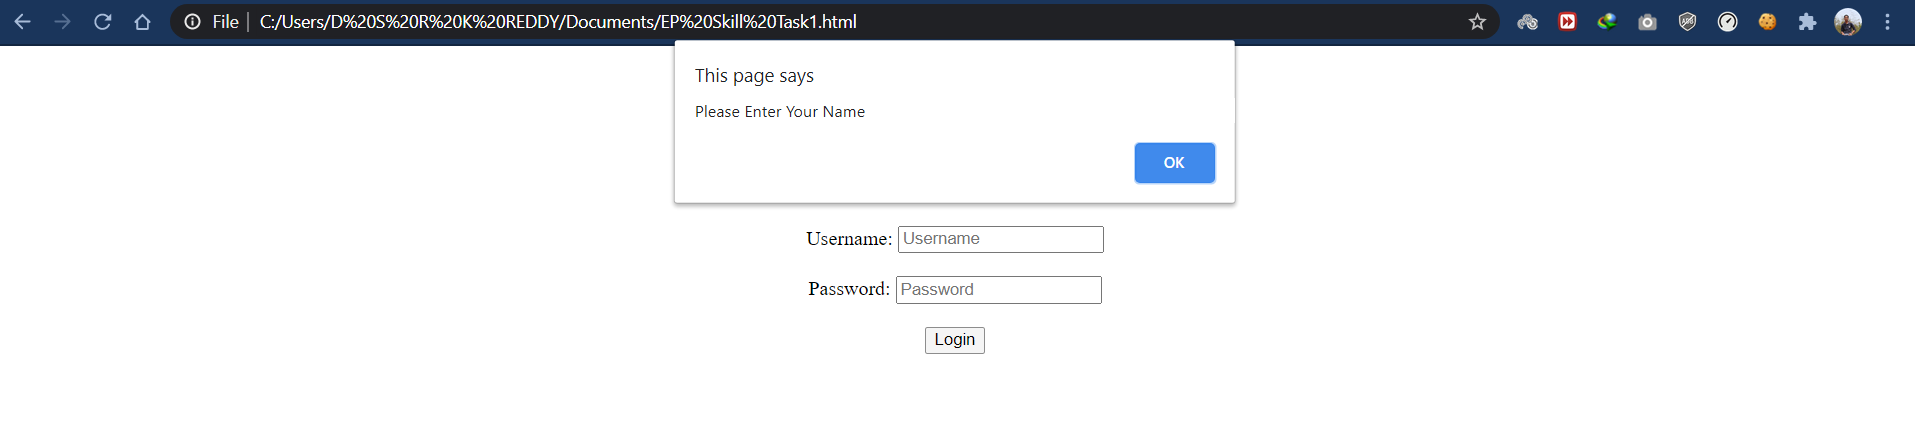 File C:/Users/D%20S%20R%20K%20REDDY/Documents/EP%20Skill%20Task1.html
This page says
Please Enter Your Name
OK
Username: Username
Password: Password
Login